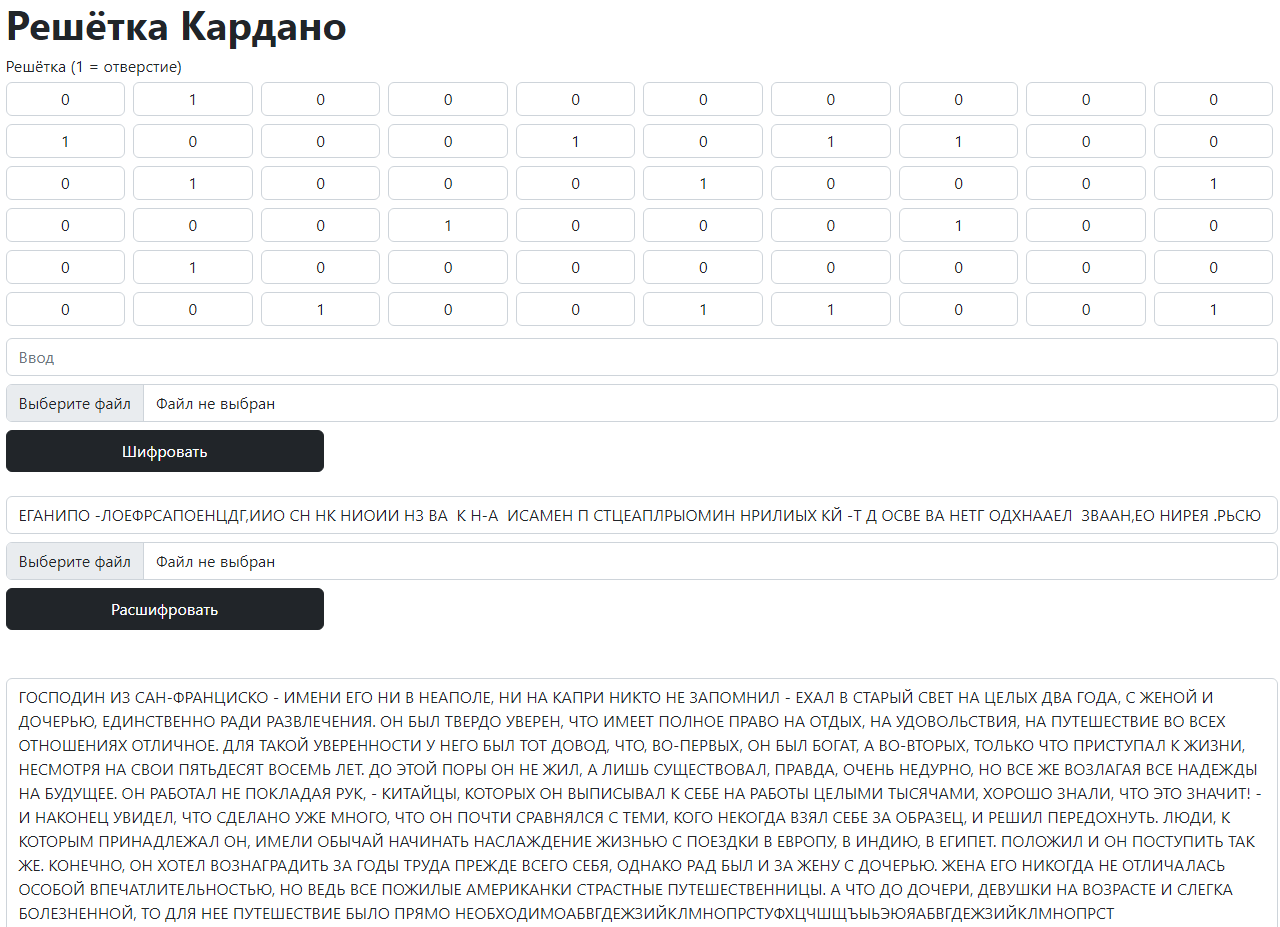 Решётка Кардано
Решётка (1 = отверстие)
0 1 0 0 0 0 0 0 0 0
1 0 0 0 1 0 1 1 0 0
0 1 0 0 0 1 0 0 0 1
0 0 0 1 0 0 0 1 0 0
0 1 0 0 0 0 0 0 0 0
0 0 1 0 0 1 1 0 0 1
Ввод
Выберите файл Файл не выбран
Шифровать
ЕГАНИПО -ЛОЕФРСАПОЕНЦДГ,ИИО СН НК НИОИИ НЗ ВА  К Н-А  ИСАМЕН П СТЦЕАПЛРЫОМИН НРИЛИЫХ КЙ -Т Д ОСВЕ ВА НЕТГ ОДХНААЕЛ  ЗВААН,ЕО НИРЕЯ .РЬСЮ
Выберите файл Файл не выбран
Расшифровать
ГОСПОДИН ИЗ САН-ФРАНЦИСКО - ИМЕНИ ЕГО НИ В НЕАПОЛЕ, НИ НА КАПРИ НИКТО НЕ ЗАПОМНИЛ - ЕХАЛ В СТАРЫЙ СВЕТ НА ЦЕЛЫХ ДВА ГОДА, С ЖЕНОЙ И
ДОЧЕРЬЮ, ЕДИНСТВЕННО РАДИ РАЗВЛЕЧЕНИЯ. ОН БЫЛ ТВЕРДО УВЕРЕН, ЧТО ИМЕЕТ ПОЛНОЕ ПРАВО НА ОТДЫХ, НА УДОВОЛЬСТВИЯ, НА ПУТЕШЕСТВИЕ ВО ВСЕХ
ОТНОШЕНИЯХ ОТЛИЧНОЕ. ДЛЯ ТАКОЙ УВЕРЕННОСТИ У НЕГО БЫЛ ТОТ ДОВОД, ЧТО, ВО-ПЕРВЫХ, ОН БЫЛ БОГАТ, А ВО-ВТОРЫХ, ТОЛЬКО ЧТО ПРИСТУПАЛ К ЖИЗНИ,
НЕСМОТРЯ НА СВОИ ПЯТЬДЕСЯТ ВОСЕМЬ ЛЕТ. ДО ЭТОЙ ПОРЫ ОН НЕ ЖИЛ, А ЛИШЬ СУЩЕСТВОВАЛ, ПРАВДА, ОЧЕНЬ НЕДУРНО, НО ВСЕ ЖЕ ВОЗЛАГАЯ ВСЕ НАДЕЖДЫ
НА БУДУЩЕЕ. ОН РАБОТАЛ НЕ ПОКЛАДАЯ РУК, - КИТАЙЦЫ, КОТОРЫХ ОН ВЫПИСЫВАЛ К СЕБЕ НА РАБОТЫ ЦЕЛЫМИ ТЫСЯЧАМИ, ХОРОШО ЗНАЛИ, ЧТО ЭТО ЗНАЧИТ! -
И НАКОНЕЦ УВИДЕЛ, ЧТО СДЕЛАНО УЖЕ МНОГО, ЧТО ОН ПОЧТИ СРАВНЯЛСЯ С ТЕМИ, КОГО НЕКОГДА ВЗЯЛ СЕБЕ ЗА ОБРАЗЕЦ, И РЕШИЛ ПЕРЕДОХНУТЬ. ЛЮДИ, К
КОТОРЫМ ПРИНАДЛЕЖАЛ ОН, ИМЕЛИ ОБЫЧАЙ НАЧИНАТЬ НАСЛАЖДЕНИЕ ЖИЗНЬЮ С ПОЕЗДКИ В ЕВРОПУ, В ИНДИЮ, В ЕГИПЕТ. ПОЛОЖИЛ И ОН ПОСТУПИТЬ ТАК
ЖЕ. КОНЕЧНО, ОН ХОТЕЛ ВОЗНАГРАДИТЬ ЗА ГОДЫ ТРУДА ПРЕЖДЕ ВСЕГО СЕБЯ, ОДНАКО РАД БЫЛ И ЗА ЖЕНУ С ДОЧЕРЬЮ. ЖЕНА ЕГО НИКОГДА НЕ ОТЛИЧАЛАСЬ
ОСОБОЙ ВПЕЧАТЛИТЕЛЬНОСТЬЮ, НО ВЕДЬ ВСЕ ПОЖИЛЫЕ АМЕРИКАНКИ СТРАСТНЫЕ ПУТЕШЕСТВЕННИЦЫ. А ЧТО ДО ДОЧЕРИ, ДЕВУШКИ НА ВОЗРАСТЕ И СЛЕГКА
БОЛЕЗНЕННОЙ, ТО ДЛЯ НЕЕ ПУТЕШЕСТВИЕ БЫЛО ПРЯМО НЕОБХОДИМОАБВГДЕЖЗИЙКЛМНОПРСТУФХЦЧШЩЪЫЬЭЮЯАБВГДЕЖЗИЙКЛМНОПРСТ